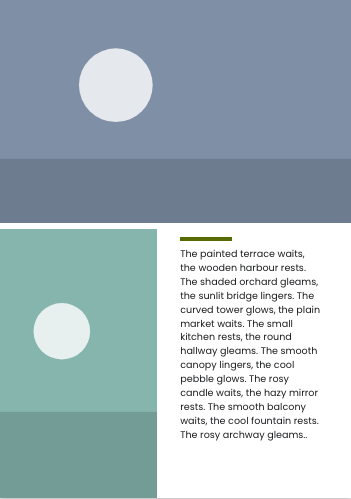 The painted terrace waits,
the wooden harbour rests.
The shaded orchard gleams,
the sunlit bridge lingers. The
curved tower glows, the plain
market waits. The small
kitchen rests, the round
hallway gleams. The smooth
canopy lingers, the cool
pebble glows. The rosy
candle waits, the hazy mirror
rests. The smooth balcony
waits, the cool fountain rests.
The rosy archway gleams..